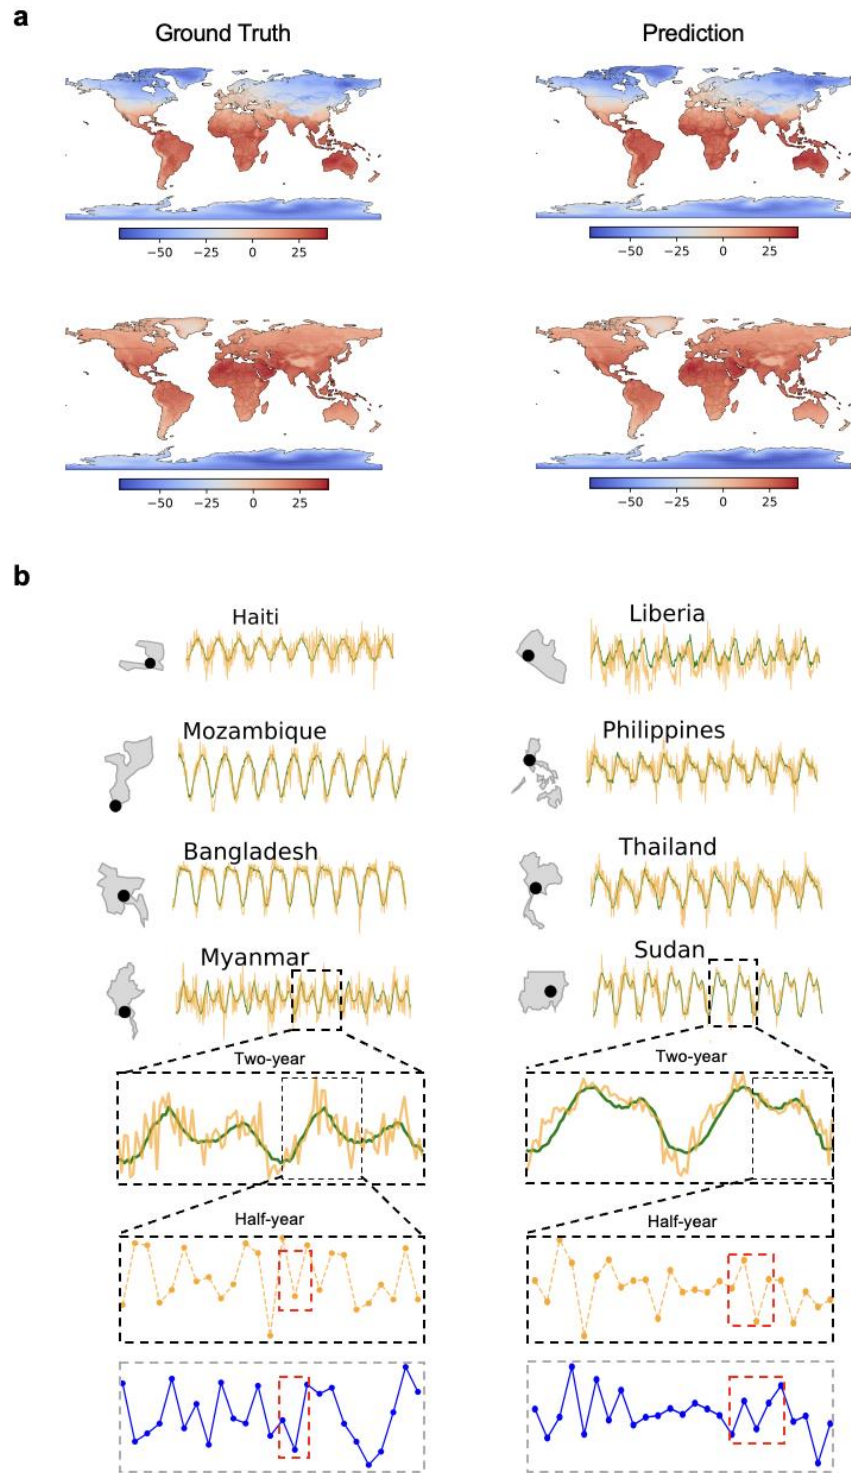 a
Ground Truth Prediction
−50 −25 0 25 −50 −25 0 25
−50 −25 0 25 −50 −25 0 25
b
Haiti Liberia
Mozambique Philippines
Bangladesh Thailand
Myanmar Sudan
Two-year Two-year
Half-year Half-year